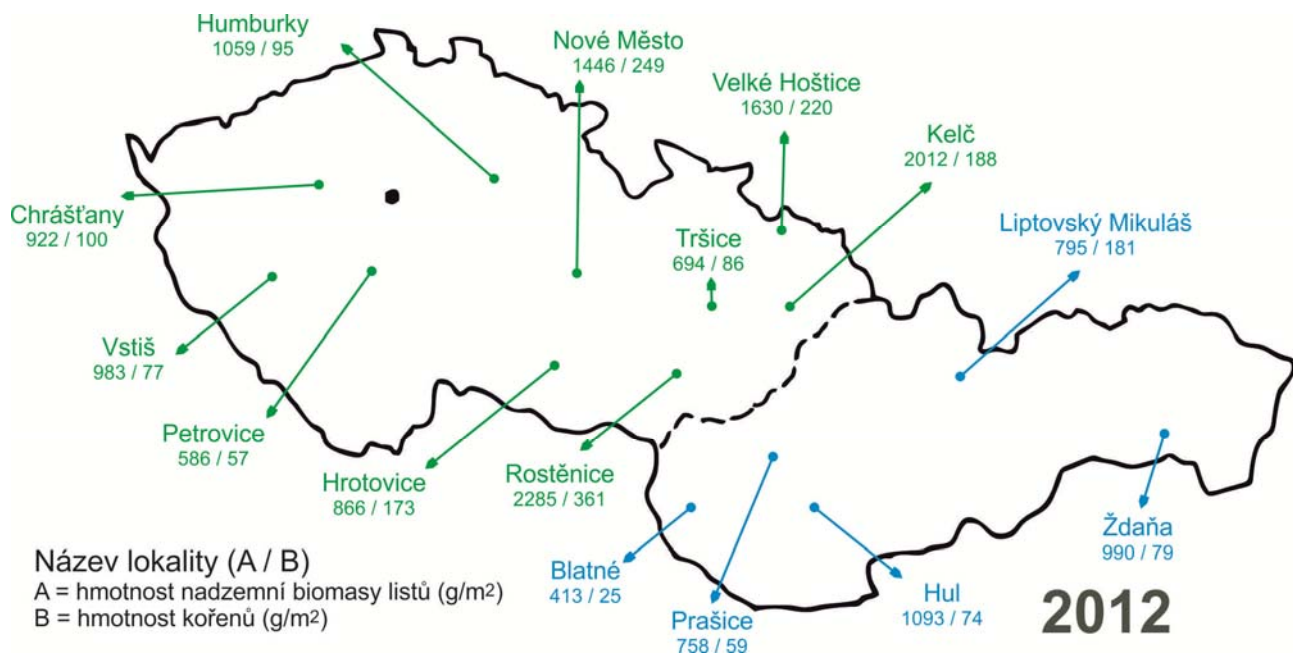 Humburky
1059 / 95
Nové Město
1446 / 249
Velké Hoštice
1630 / 220
Kelč
2012 / 188
Chrášťany
922 / 100
Tršice
694 / 86
Liptovský Mikuláš
795 / 181
Vstiš
983 / 77
Petrovice
586 / 57
Hrotovice
866 / 173
Rostěnice
2285 / 361
Ždaňa
990 / 79
Blatné
413 / 25
Prašice
758 / 59
Hul
1093 / 74
Název lokality (A / B)
A = hmotnost nadzemní biomasy listů (g/m2)
B = hmotnost kořenů (g/m2)
2012